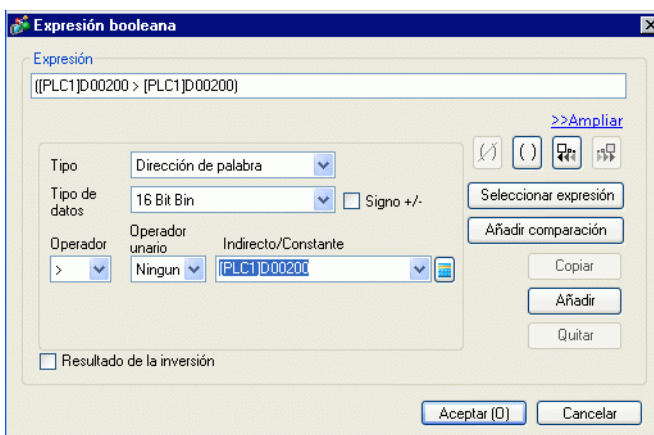 Expresión booleana
Expresión
([PLC1]D00200 > [PLC1]D00200)
>>Ampliar
Tipo
Dirección de palabra
Tipo de datos
16 Bit Bin
Signo +/-
Seleccionar expresión
Añadir comparación
Operador
Operador unario
Indirecto/Constante
>
Ningun
[PLC1]D00200
Copiar
Añadir
Quitar
Resultado de la inversión
Aceptar (O)
Cancelar